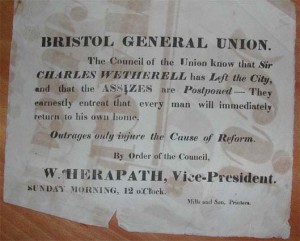 BRISTOL GENERAL UNION.
The Council of the Union know that Sir
CHARLES WETHERELL has Left the City,
and that the ASSIZES are Postponed — They
earnestly entreat that every man will immediately
return to his own home.
Outrages only injure the Cause of Reform.
By Order of the Council,
W. HERAPATH, Vice-President.
SUNDAY MORNING, 12 o'Clock.
Mills and Son, Printers.